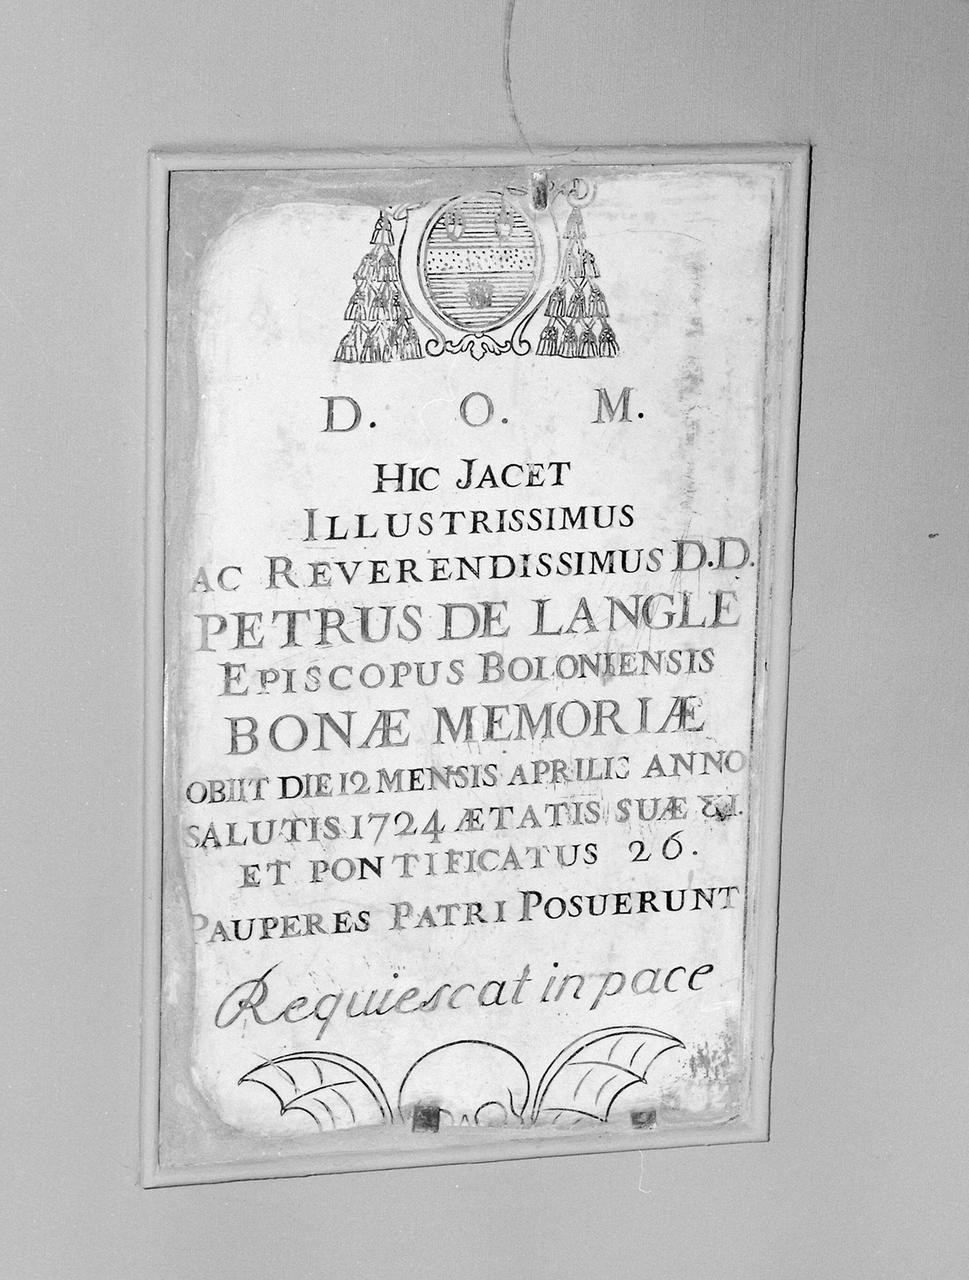 D. O. M.
HIC JACET
ILLUSTRISSIMUS
AC REVERENDISSIMUS D.D.
PETRUS DE LANGLE
EPISCOPUS BOLONIENSIS
BONÆ MEMORIÆ
OBIIT DIE 12 MENSIS APRILIS ANNO
SALUTIS 1724 ÆTATIS SUÆ
ET PONTIFICATUS 26.
PAUPERES PATRI POSUERUNT
Requiescat in pace